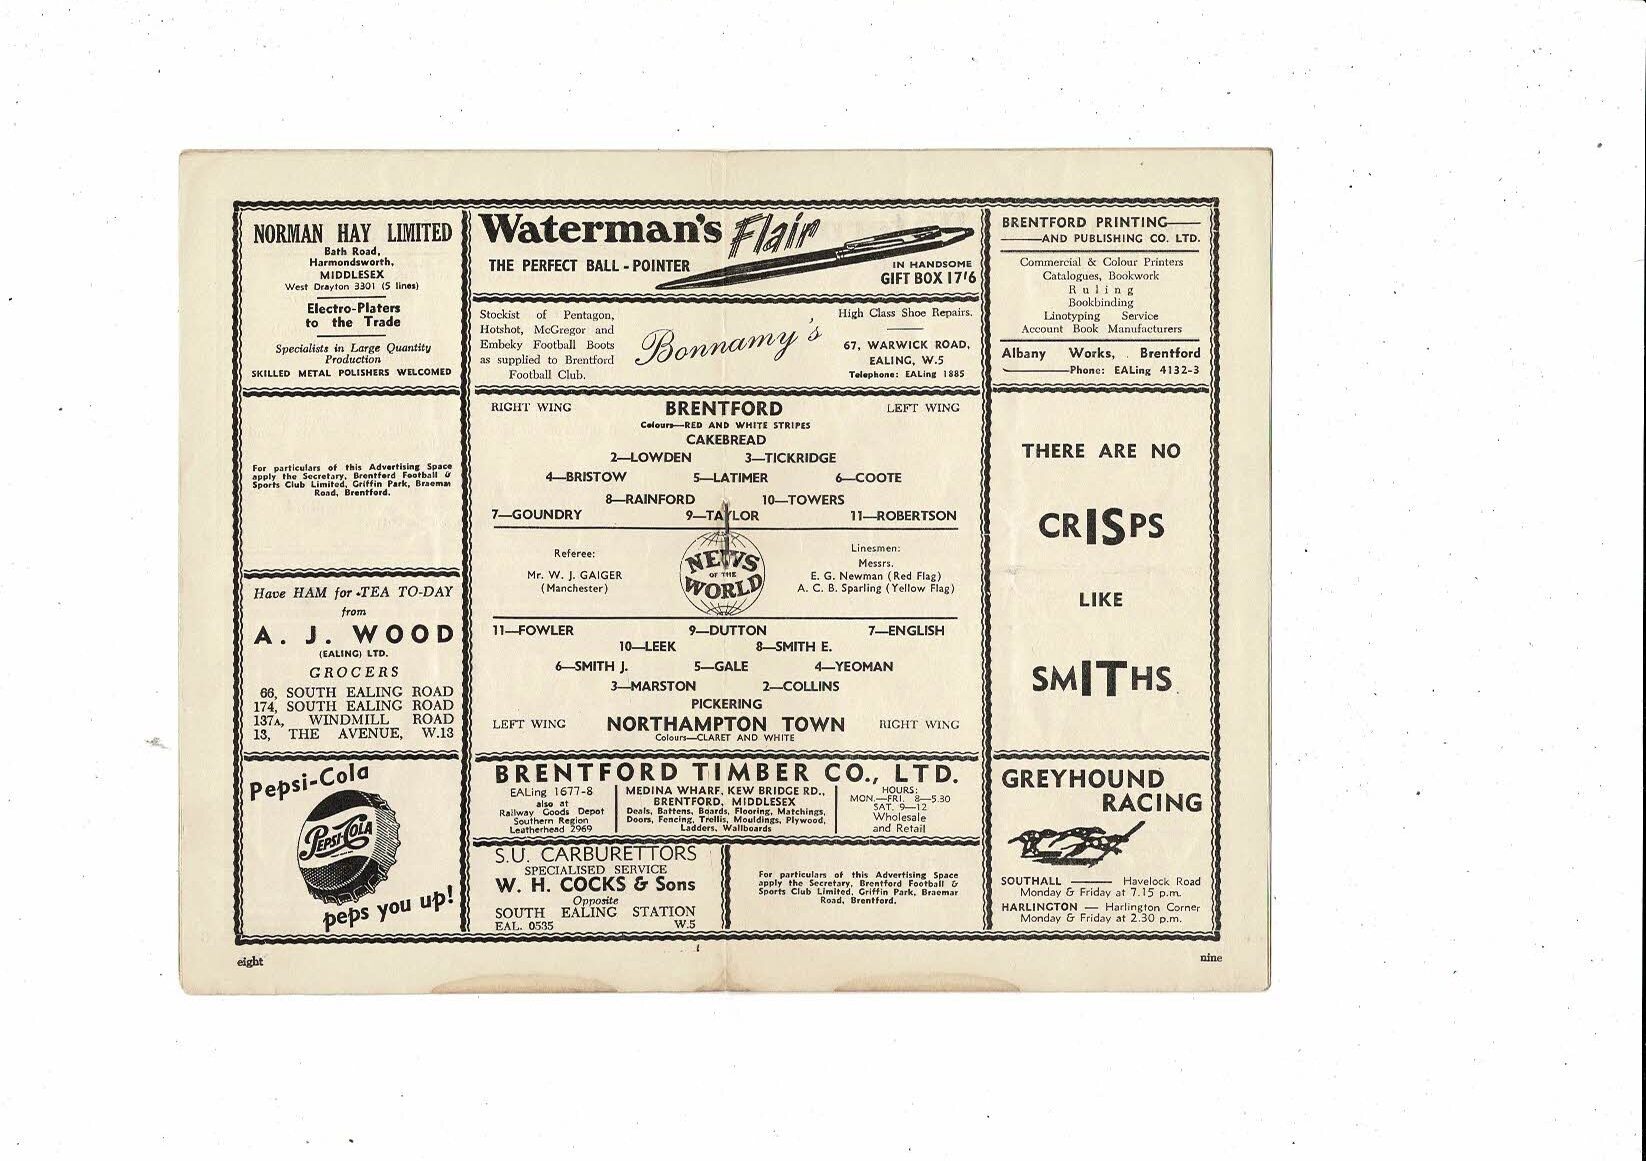 NORMAN HAY LIMITED
Bath Road,
Harmondsworth,
MIDDLESEX
West Drayton 3301 (5 lines)
Electro-Platers
to the Trade
Specialists in Large Quantity
Production
SKILLED METAL POLISHERS WELCOMED
For particulars of this Advertising Space
apply the Secretary, Brentford Football &
Sports Club Limited, Griffin Park, Braemar
Road, Brentford.
Have HAM for TEA TO-DAY
from
A. J. WOOD
(EALING) LTD.
GROCERS
66, SOUTH EALING ROAD
174, SOUTH EALING ROAD
137A, WINDMILL ROAD
13, THE AVENUE, W.13
Pepsi-Cola
PEPSI-COLA
peps you up!
Waterman's Flair
THE PERFECT BALL-POINTER
IN HANDSOME
GIFT BOX 17'6
Stockist of Pentagon,
Hotshot, McGregor and
Embeky Football Boots
as supplied to Brentford
Football Club.
Bonnamy's
High Class Shoe Repairs.
67, WARWICK ROAD,
EALING, W.5
Telephone: EALing 1885
RIGHT WING BRENTFORD LEFT WING
Colours—RED AND WHITE STRIPES
CAKEBREAD
2—LOWDEN 3—TICKRIDGE
4—BRISTOW 5—LATIMER 6—COOTE
8—RAINFORD 10—TOWERS
7—GOUNDRY 9—TAYLOR 11—ROBERTSON
Referee:
Mr. W. J. GAIGER
(Manchester)
NEWS
OF THE
WORLD
Linesmen:
Messrs.
E. G. Newman (Red Flag)
A. C. B. Sparling (Yellow Flag)
11—FOWLER 9—DUTTON 7—ENGLISH
10—LEEK 8—SMITH E.
6—SMITH J. 5—GALE 4—YEOMAN
3—MARSTON 2—COLLINS
PICKERING
LEFT WING NORTHAMPTON TOWN RIGHT WING
Colours—CLARET AND WHITE
BRENTFORD TIMBER CO., LTD.
EALing 1677-8
also at
Railway Goods Depot
Southern Region
Leatherhead 2969
MEDINA WHARF, KEW BRIDGE RD.,
BRENTFORD, MIDDLESEX
Deals, Battens, Boards, Flooring, Matchings,
Doors, Fencing, Trellis, Mouldings, Plywood,
Ladders, Wallboards
HOURS:
MON.—FRI. 8—5.30
SAT. 9—12
Wholesale
and Retail
S.U. CARBURETTORS
SPECIALISED SERVICE
W. H. COCKS & Sons
Opposite
SOUTH EALING STATION
EAL. 0535 W.5
For particulars of this Advertising Space
apply the Secretary, Brentford Football &
Sports Club Limited, Griffin Park, Braemar
Road, Brentford.
BRENTFORD PRINTING
AND PUBLISHING CO. LTD.
Commercial & Colour Printers
Catalogues, Bookwork
Ruling
Bookbinding
Linotyping Service
Account Book Manufacturers
Albany Works, Brentford
Phone: EALing 4132-3
THERE ARE NO
CRISPS
LIKE
SMITHS
GREYHOUND
RACING
SOUTHALL — Havelock Road
Monday & Friday at 7.15 p.m.
HARLINGTON — Harlington Corner
Monday & Friday at 2.30 p.m.
eight
nine